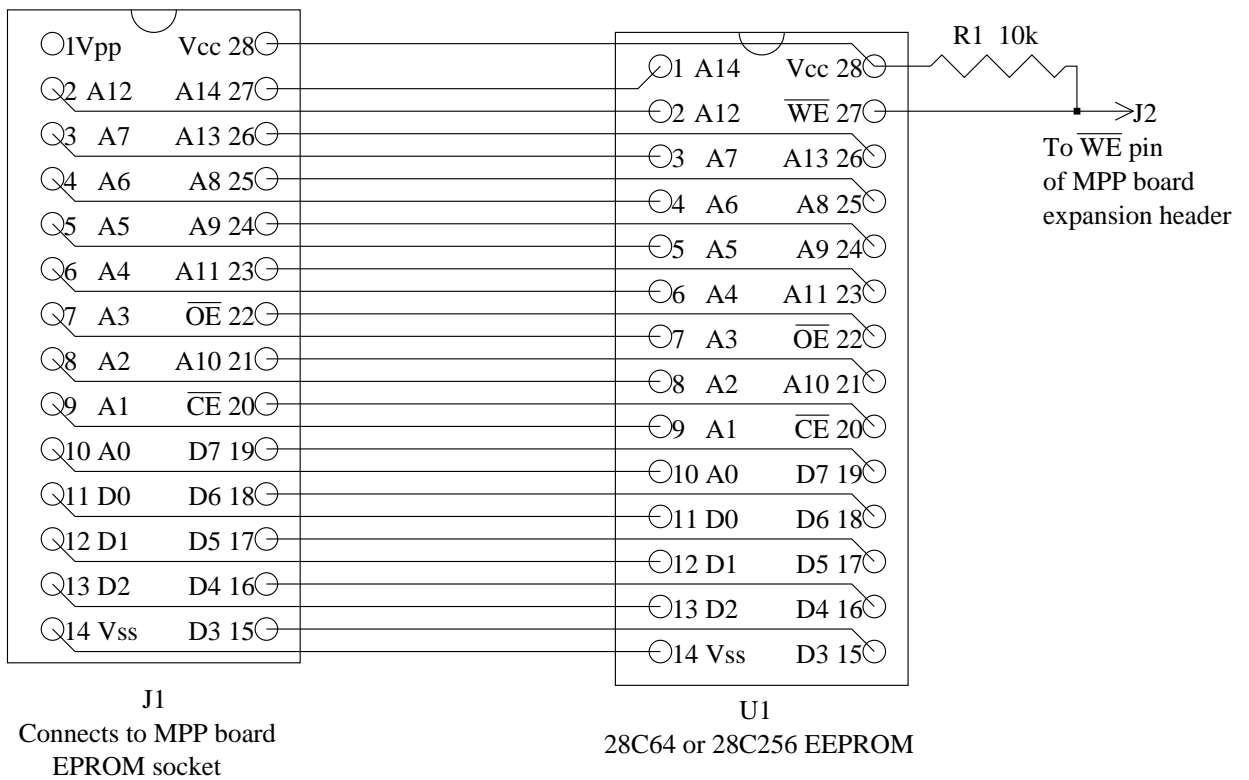 1Vpp Vcc 28
2 A12 A14 27
3 A7 A13 26
4 A6 A8 25
5 A5 A9 24
6 A4 A11 23
7 A3 O̅E̅ 22
8 A2 A10 21
9 A1 C̅E̅ 20
10 A0 D7 19
11 D0 D6 18
12 D1 D5 17
13 D2 D4 16
14 Vss D3 15
J1
Connects to MPP board
EPROM socket
1 A14 Vcc 28
2 A12 W̅E̅ 27
3 A7 A13 26
4 A6 A8 25
5 A5 A9 24
6 A4 A11 23
7 A3 O̅E̅ 22
8 A2 A10 21
9 A1 C̅E̅ 20
10 A0 D7 19
11 D0 D6 18
12 D1 D5 17
13 D2 D4 16
14 Vss D3 15
U1
28C64 or 28C256 EEPROM
R1 10k
J2
To W̅E̅ pin
of MPP board
expansion header